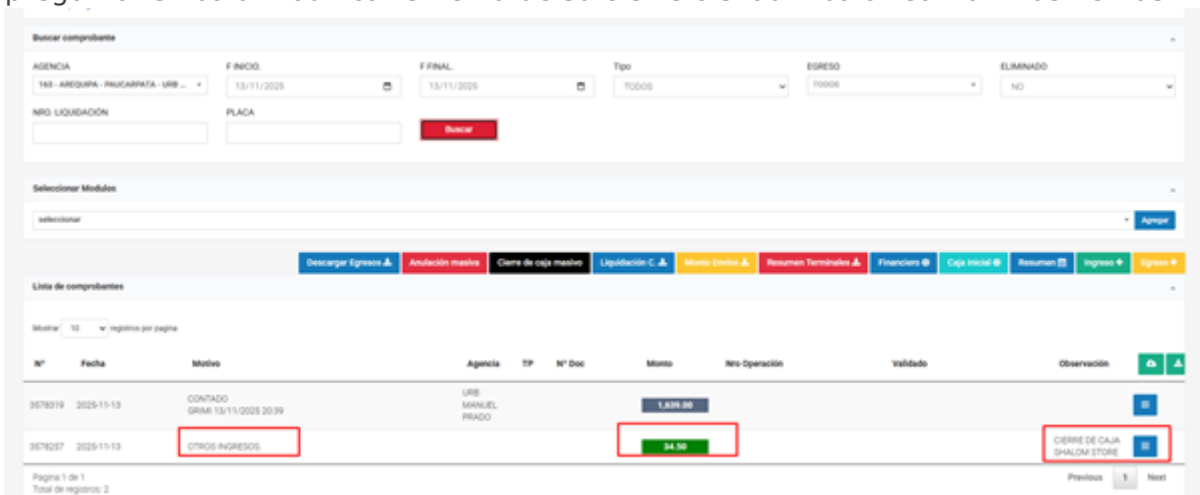 Buscar comprobante
AGENCIA F INICIO. F FINAL. Tipo EGRESO ELIMINADO
163 - AREQUIPA - PAUCARPATA - URB ... 13/11/2025 13/11/2025 TODOS TODOS NO
NRO. LIQUIDACIÓN PLACA
Buscar
Seleccionar Modulos
seleccionar Agregar
Descargar Egresos Anulación masiva Cierre de caja masivo Liquidación C. Monto Envios Resumen Terminales Financiero Caja Inicial Resumen Ingreso Egreso
Lista de comprobantes
Mostrar 10 registros por pagina
N° Fecha Motivo Agencia TP N° Doc Monto Nro Operación Validado Observación
3578319 2025-11-13 CONTADO GRIMI 13/11/2025 20:39 URB MANUEL PRADO 1,639.00
3578257 2025-11-13 OTROS INGRESOS 34.50 CIERRE DE CAJA SHALOM STORE
Pagina 1 de 1
Total de registros: 2
Previous 1 Next